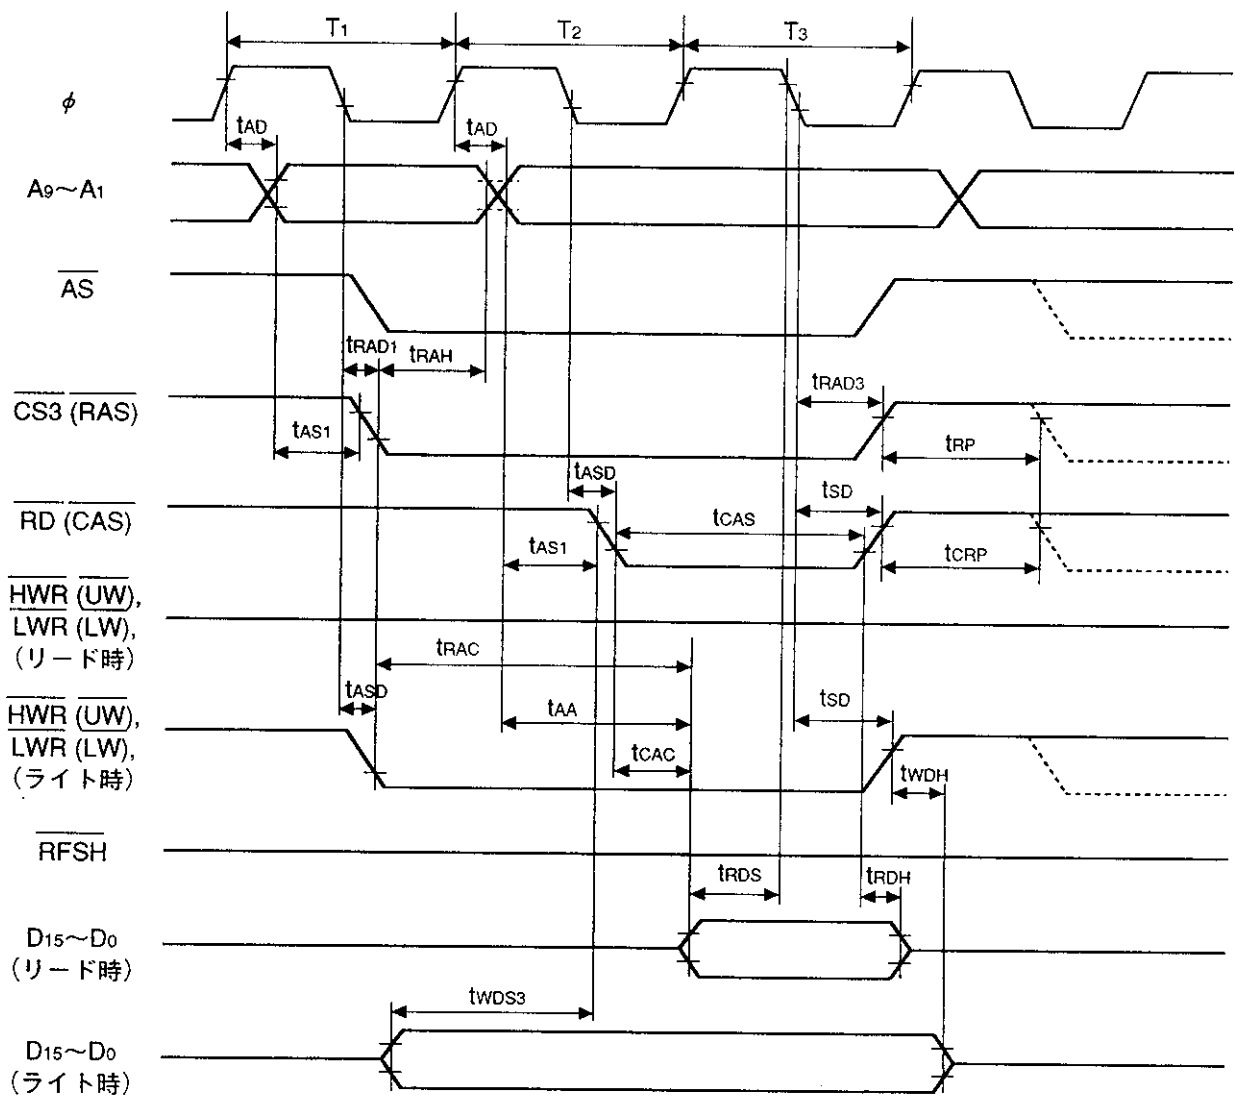 T1 T2 T3
φ
tAD tAD
A9～A1
AS
tRAD1 tRAH
tRAD3
CS3 (RAS)
tAS1 tRP
tASD
tSD
RD (CAS)
tCAS
tAS1 tCRP
HWR (UW),
LWR (LW),
(リード時)
tRAC
tASD tSD
HWR (UW),
LWR (LW),
(ライト時)
tAA
tCAC
tWDH
RFSH
tRDS tRDH
D15～D0
(リード時)
tWDS3
D15～D0
(ライト時)